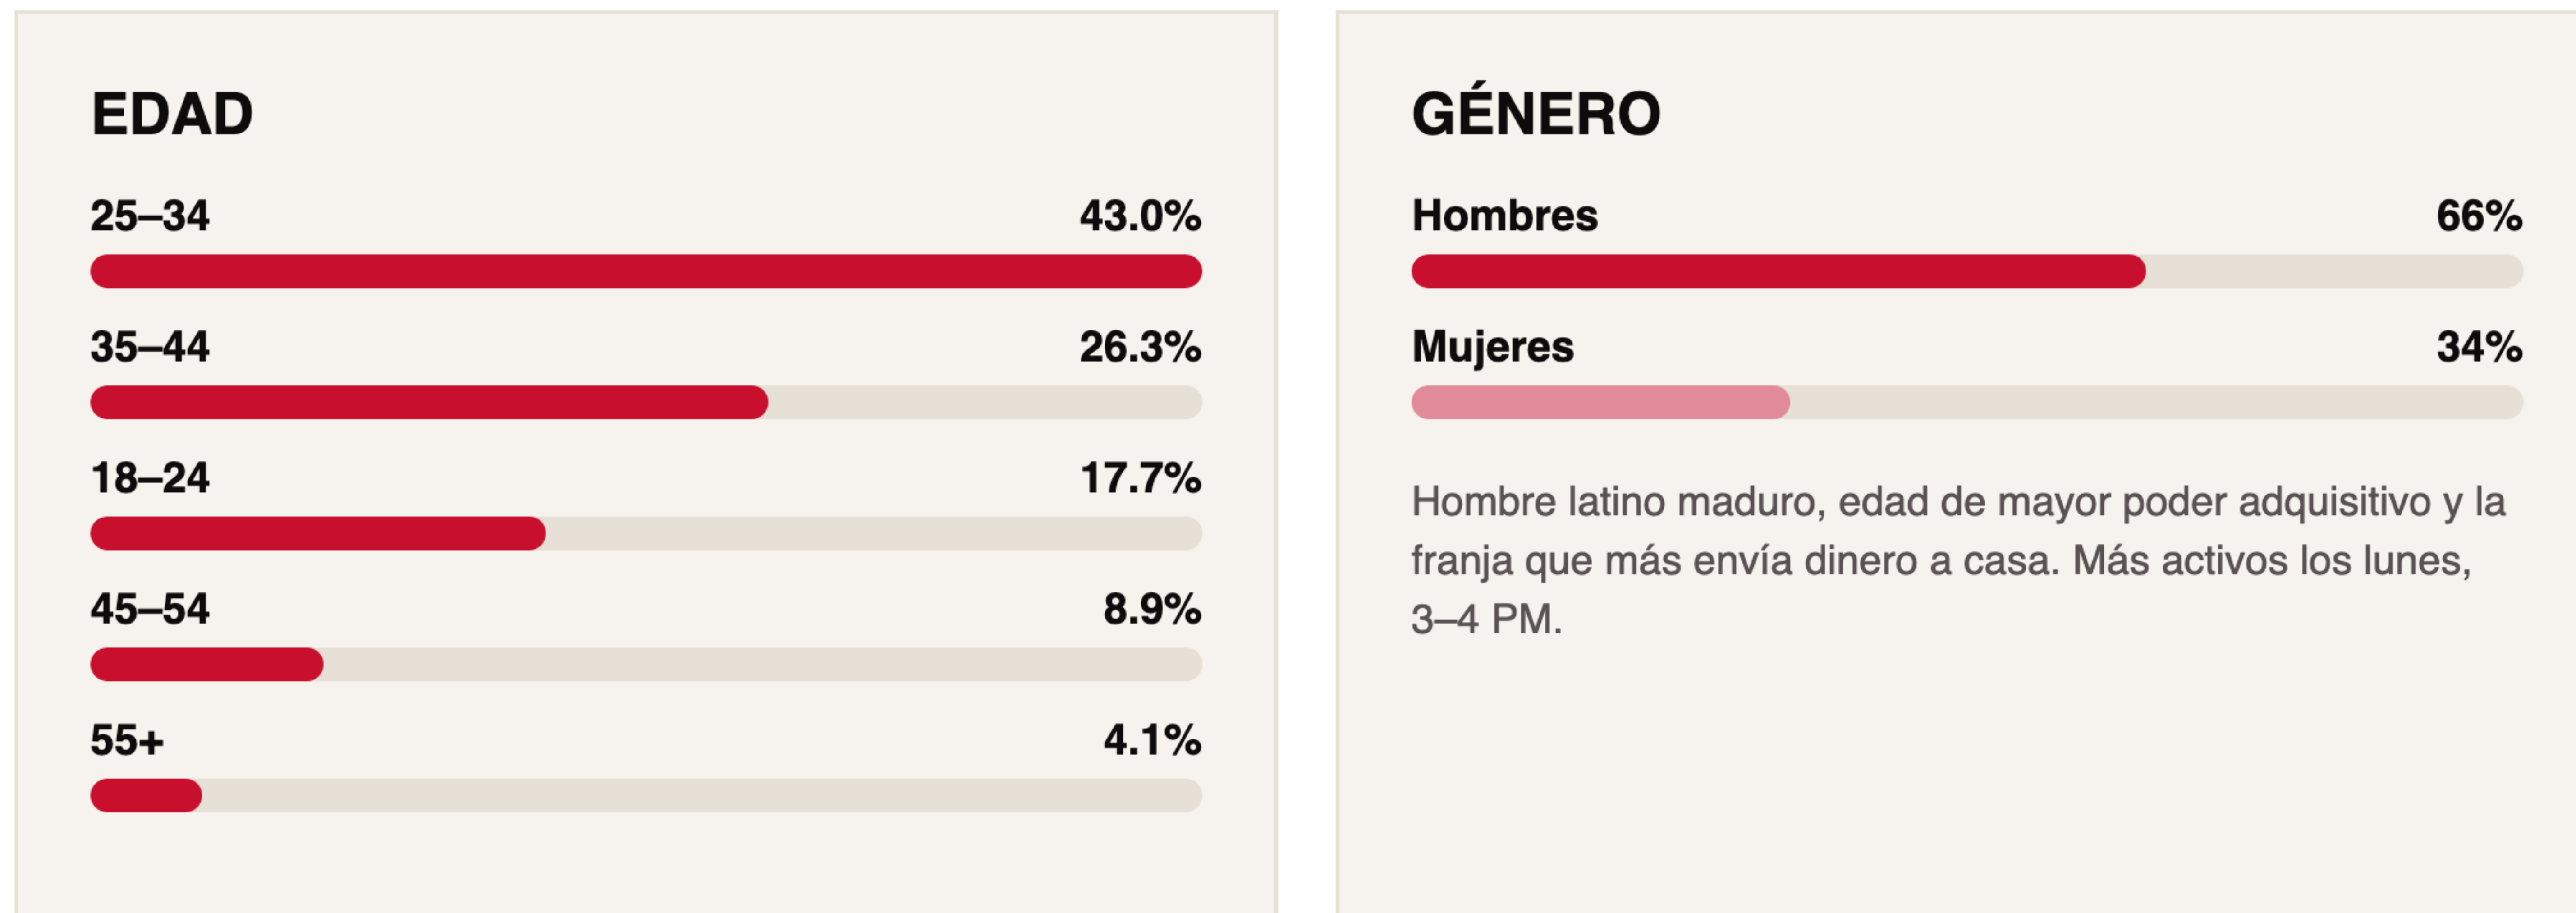 EDAD
25–34 43.0%
35–44 26.3%
18–24 17.7%
45–54 8.9%
55+ 4.1%
GÉNERO
Hombres 66%
Mujeres 34%
Hombre latino maduro, edad de mayor poder adquisitivo y la
franja que más envía dinero a casa. Más activos los lunes,
3–4 PM.